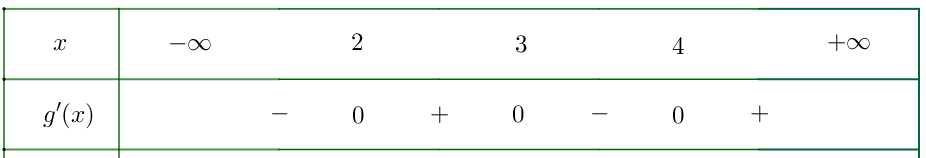 x −∞ 2 3 4 +∞
g′(x) − 0 + 0 − 0 +